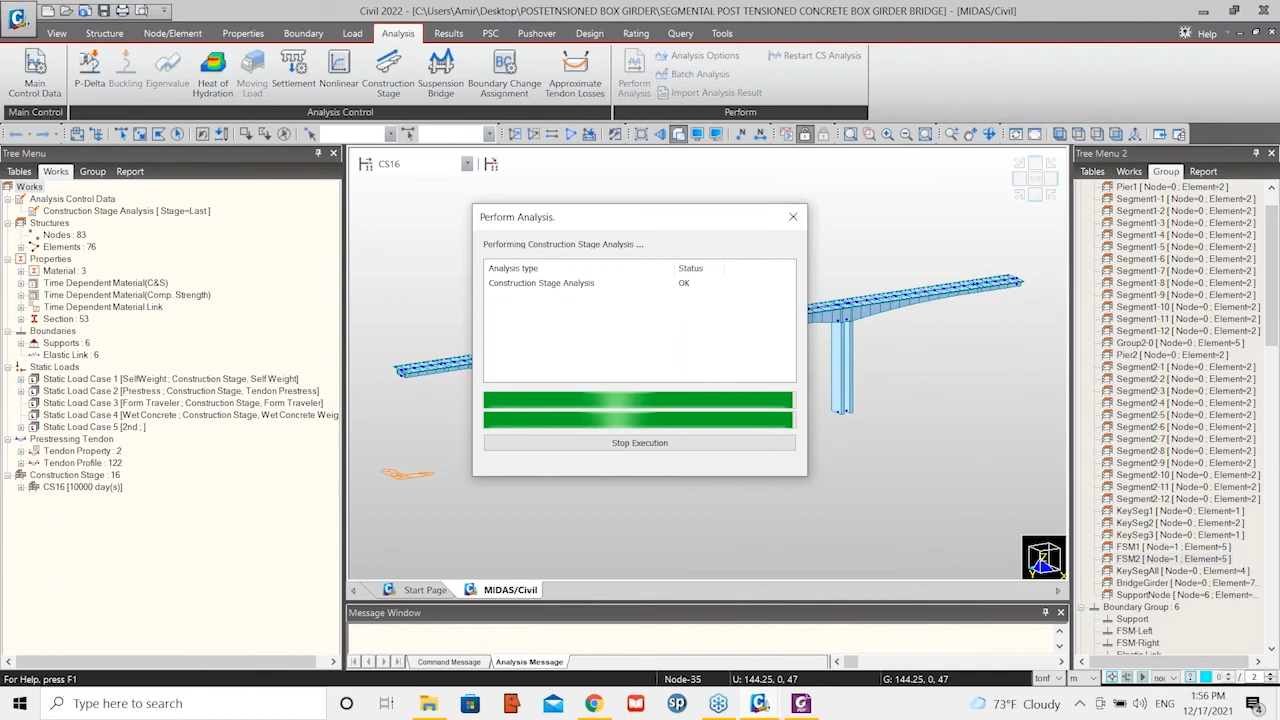 Civil 2022 - [C:\Users\Amir\Desktop\POSTETNSIONED BOX GIRDER\SEGMENTAL POST TENSIONED CONCRETE BOX GIRDER BRIDGE] - [MIDAS/Civil]
View Structure Node/Element Properties Boundary Load Analysis Results PSC Pushover Design Rating Query Tools Help
Main Control Data
P-Delta Buckling Eigenvalue Heat of Hydration Moving Load Settlement Nonlinear Construction Stage Suspension Bridge Boundary Change Assignment Approximate Tendon Losses
Perform Analysis
Analysis Options
Batch Analysis
Import Analysis Result
Restart CS Analysis
Main Control Analysis Control Perform
Tree Menu
Tables Works Group Report
Works
Analysis Control Data
Construction Stage Analysis [ Stage=Last ]
Structures
Nodes : 83
Elements : 76
Properties
Material : 3
Time Dependent Material(C&S)
Time Dependent Material(Comp. Strength)
Time Dependent Material Link
Section : 53
Boundaries
Supports : 6
Elastic Link : 6
Static Loads
Static Load Case 1 [SelfWeight ; Construction Stage, Self Weight]
Static Load Case 2 [Prestress ; Construction Stage, Tendon Prestress]
Static Load Case 3 [Form Traveler ; Construction Stage, Form Traveler]
Static Load Case 4 [Wet Concrete ; Construction Stage, Wet Concrete Weig
Static Load Case 5 [2nd ; ]
Prestressing Tendon
Tendon Property : 2
Tendon Profile : 122
Construction Stage : 16
CS16 [10000 day(s)]
CS16
Perform Analysis.
Performing Construction Stage Analysis ...
Analysis type Status
Construction Stage Analysis OK
Stop Execution
Start Page MIDAS/Civil
Message Window
Command Message Analysis Message
Tree Menu 2
Tables Works Group Report
Pier1 [ Node=0 ; Element=2 ]
Segment1-1 [ Node=0 ; Element=2 ]
Segment1-2 [ Node=0 ; Element=2 ]
Segment1-3 [ Node=0 ; Element=2 ]
Segment1-4 [ Node=0 ; Element=2 ]
Segment1-5 [ Node=0 ; Element=2 ]
Segment1-6 [ Node=0 ; Element=2 ]
Segment1-7 [ Node=0 ; Element=2 ]
Segment1-8 [ Node=0 ; Element=2 ]
Segment1-9 [ Node=0 ; Element=2 ]
Segment1-10 [ Node=0 ; Element=2 ]
Segment1-11 [ Node=0 ; Element=2 ]
Segment1-12 [ Node=0 ; Element=2 ]
Group2-0 [ Node=0 ; Element=5 ]
Pier2 [ Node=0 ; Element=2 ]
Segment2-1 [ Node=0 ; Element=2 ]
Segment2-2 [ Node=0 ; Element=2 ]
Segment2-3 [ Node=0 ; Element=2 ]
Segment2-4 [ Node=0 ; Element=2 ]
Segment2-5 [ Node=0 ; Element=2 ]
Segment2-6 [ Node=0 ; Element=2 ]
Segment2-7 [ Node=0 ; Element=2 ]
Segment2-8 [ Node=0 ; Element=2 ]
Segment2-9 [ Node=0 ; Element=2 ]
Segment2-10 [ Node=0 ; Element=2 ]
Segment2-11 [ Node=0 ; Element=2 ]
Segment2-12 [ Node=0 ; Element=2 ]
KeySeg1 [ Node=0 ; Element=1 ]
KeySeg2 [ Node=0 ; Element=2 ]
KeySeg3 [ Node=0 ; Element=1 ]
FSM1 [ Node=1 ; Element=5 ]
FSM2 [ Node=1 ; Element=5 ]
KeySegAll [ Node=0 ; Element=4 ]
BridgeGirder [ Node=0 ; Element=7...
SupportNode [ Node=6 ; Element=...
Boundary Group : 6
Support
FSM-Left
FSM-Right
For Help, press F1 Node-35 U: 144.25, 0, 47 G: 144.25, 0, 47 tonf m 0 / 2
Type here to search 73°F Cloudy ENG 1:56 PM 12/17/2021